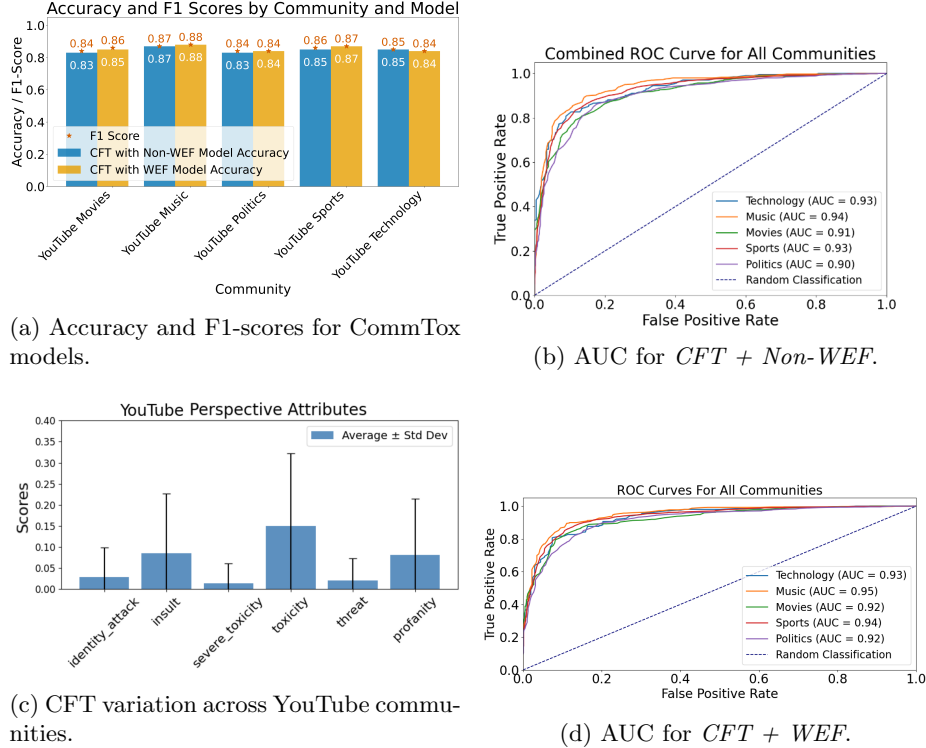 Accuracy and F1 Scores by Community and Model
Accuracy / F1-Score
1.0
0.8
0.6
0.4
0.2
0.0
0.84 0.86 0.87 0.88 0.84 0.84 0.86 0.87 0.85 0.84
0.83 0.85 0.87 0.88 0.83 0.84 0.85 0.87 0.85 0.84
F1 Score
CFT with Non-WEF Model Accuracy
CFT with WEF Model Accuracy
YouTube Movies
YouTube Music
YouTube Politics
YouTube Sports
YouTube Technology
Community
(a) Accuracy and F1-scores for CommTox
models.
Combined ROC Curve for All Communities
True Positive Rate
1.0
0.8
0.6
0.4
0.2
0.0
Technology (AUC = 0.93)
Music (AUC = 0.94)
Movies (AUC = 0.91)
Sports (AUC = 0.93)
Politics (AUC = 0.90)
Random Classification
0.0 0.2 0.4 0.6 0.8 1.0
False Positive Rate
(b) AUC for CFT + Non-WEF.
YouTube Perspective Attributes
Scores
0.40
0.35
0.30
0.25
0.20
0.15
0.10
0.05
0.00
Average ± Std Dev
identity_attack
insult
severe_toxicity
toxicity
threat
profanity
(c) CFT variation across YouTube commu-
nities.
ROC Curves For All Communities
True Positive Rate
1.0
0.8
0.6
0.4
0.2
0.0
Technology (AUC = 0.93)
Music (AUC = 0.95)
Movies (AUC = 0.92)
Sports (AUC = 0.94)
Politics (AUC = 0.92)
Random Classification
0.0 0.2 0.4 0.6 0.8 1.0
False Positive Rate
(d) AUC for CFT + WEF.